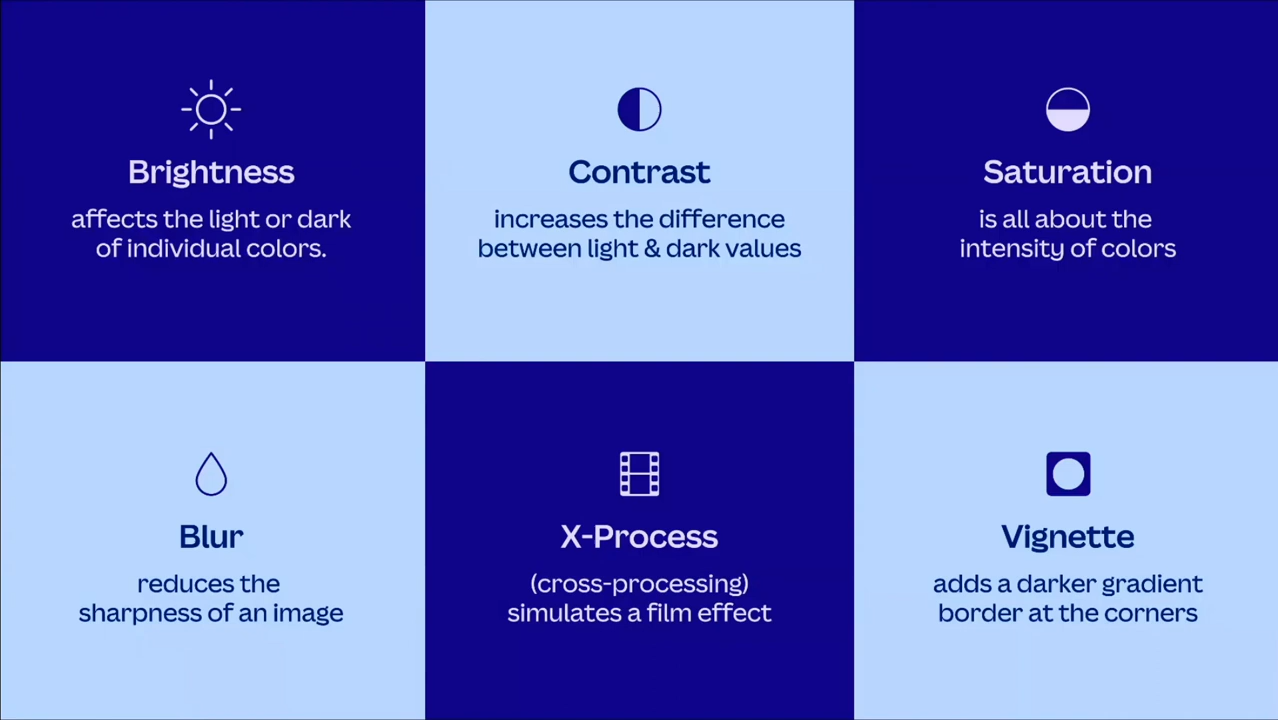 Brightness
affects the light or dark
of individual colors.
Contrast
increases the difference
between light & dark values
Saturation
is all about the
intensity of colors
Blur
reduces the
sharpness of an image
X-Process
(cross-processing)
simulates a film effect
Vignette
adds a darker gradient
border at the corners